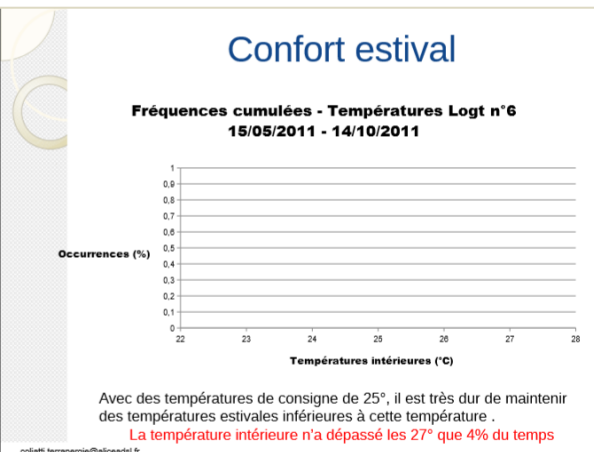 Confort estival
Fréquences cumulées - Températures Logt n°6
15/05/2011 - 14/10/2011
1
0,9
0,8
0,7
0,6
0,5
Occurrences (%)
0,4
0,3
0,2
0,1
0
22 23 24 25 26 27 28
Températures intérieures (°C)
Avec des températures de consigne de 25°, il est très dur de maintenir
des températures estivales inférieures à cette température .
La température intérieure n'a dépassé les 27° que 4% du temps